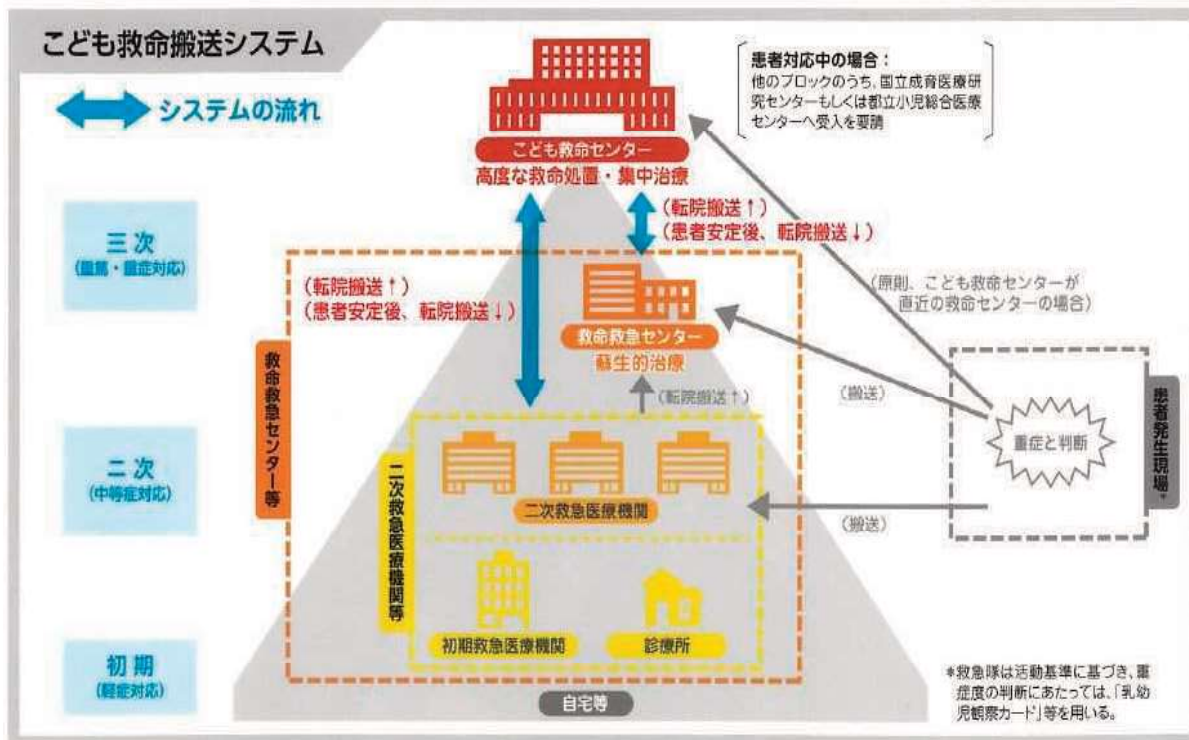 こども救命搬送システム
システムの流れ
患者対応中の場合：
他のブロックのうち、国立成育医療研
究センターもしくは都立小児総合医療
センターへ受入を要請
こども救命センター
高度な救命処置・集中治療
（転院搬送↑）
（患者安定後、転院搬送↓）
三次
（重篤・重症対応）
（転院搬送↑）
（患者安定後、転院搬送↓）
（原則、こども救命センターが
直近の救命センターの場合）
救命救急センター
蘇生的治療
救命救急センター等
（転院搬送↑）
（搬送）
患者発生現場*
重症と判断
二次
（中等症対応）
二次救急医療機関等
二次救急医療機関
（搬送）
初期救急医療機関
診療所
初期
（軽症対応）
自宅等
*救急隊は活動基準に基づき、重
症度の判断にあたっては、「乳幼
児観察カード」等を用いる。